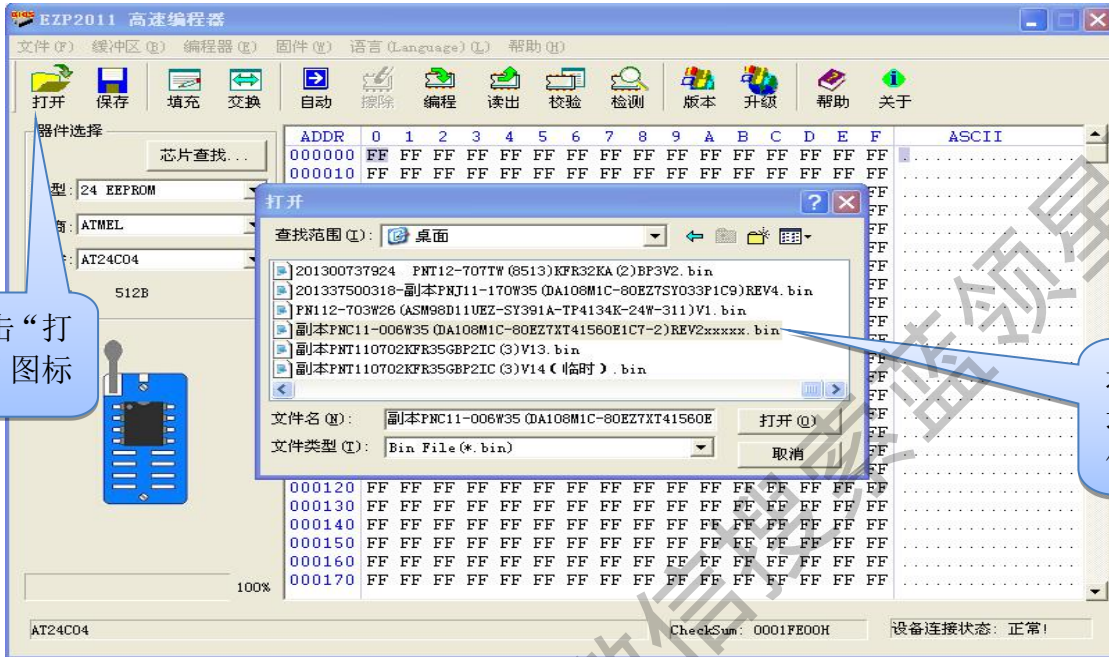 EZP2011 高速编程器
文件(F) 缓冲区(B) 编程器(E) 固件(W) 语言(Language)(L) 帮助(H)
打开 保存 填充 交换 自动 擦除 编程 读出 校验 检测 版本 升级 帮助 关于
器件选择
芯片查找...
型: 24 EEPROM
商: ATMEL
: AT24C04
512B
击“打
图标
100%
ADDR 0 1 2 3 4 5 6 7 8 9 A B C D E F ASCII
000000 FF FF FF FF FF FF FF FF FF FF FF FF FF FF FF FF ................
000010 FF FF FF FF FF FF FF FF FF FF FF FF FF FF FF FF ................
打开
查找范围(I): 桌面
201300737924 PNT12-707TW(8513)KFR32KA(2)BP3V2.bin
201337500318-副本PNJ11-170W35(DA108M1C-80EZ7SY033P1C9)REV4.bin
PN112-703W26(ASM98D11UEZ-SY391A-TP4134K-24W-311)V1.bin
副本PNC11-006W35(DA108M1C-80EZ7XT41560E1C7-2)REV2xxxxx.bin
副本PNT110702KFR35GBP2IC(3)V13.bin
副本PNT110702KFR35GBP2IC(3)V14(临时).bin
文件名(N): 副本PNC11-006W35(DA108M1C-80EZ7XT41560E 打开(O)
文件类型(T): Bin File(*.bin) 取消
000120 FF FF FF FF FF FF FF FF FF FF FF FF FF FF FF FF ................
000130 FF FF FF FF FF FF FF FF FF FF FF FF FF FF FF FF ................
000140 FF FF FF FF FF FF FF FF FF FF FF FF FF FF FF FF ................
000150 FF FF FF FF FF FF FF FF FF FF FF FF FF FF FF FF ................
000160 FF FF FF FF FF FF FF FF FF FF FF FF FF FF FF FF ................
000170 FF FF FF FF FF FF FF FF FF FF FF FF FF FF FF FF ................
AT24C04 CheckSum: 0001FE00H 设备连接状态: 正常!
微信搜索蓝领星